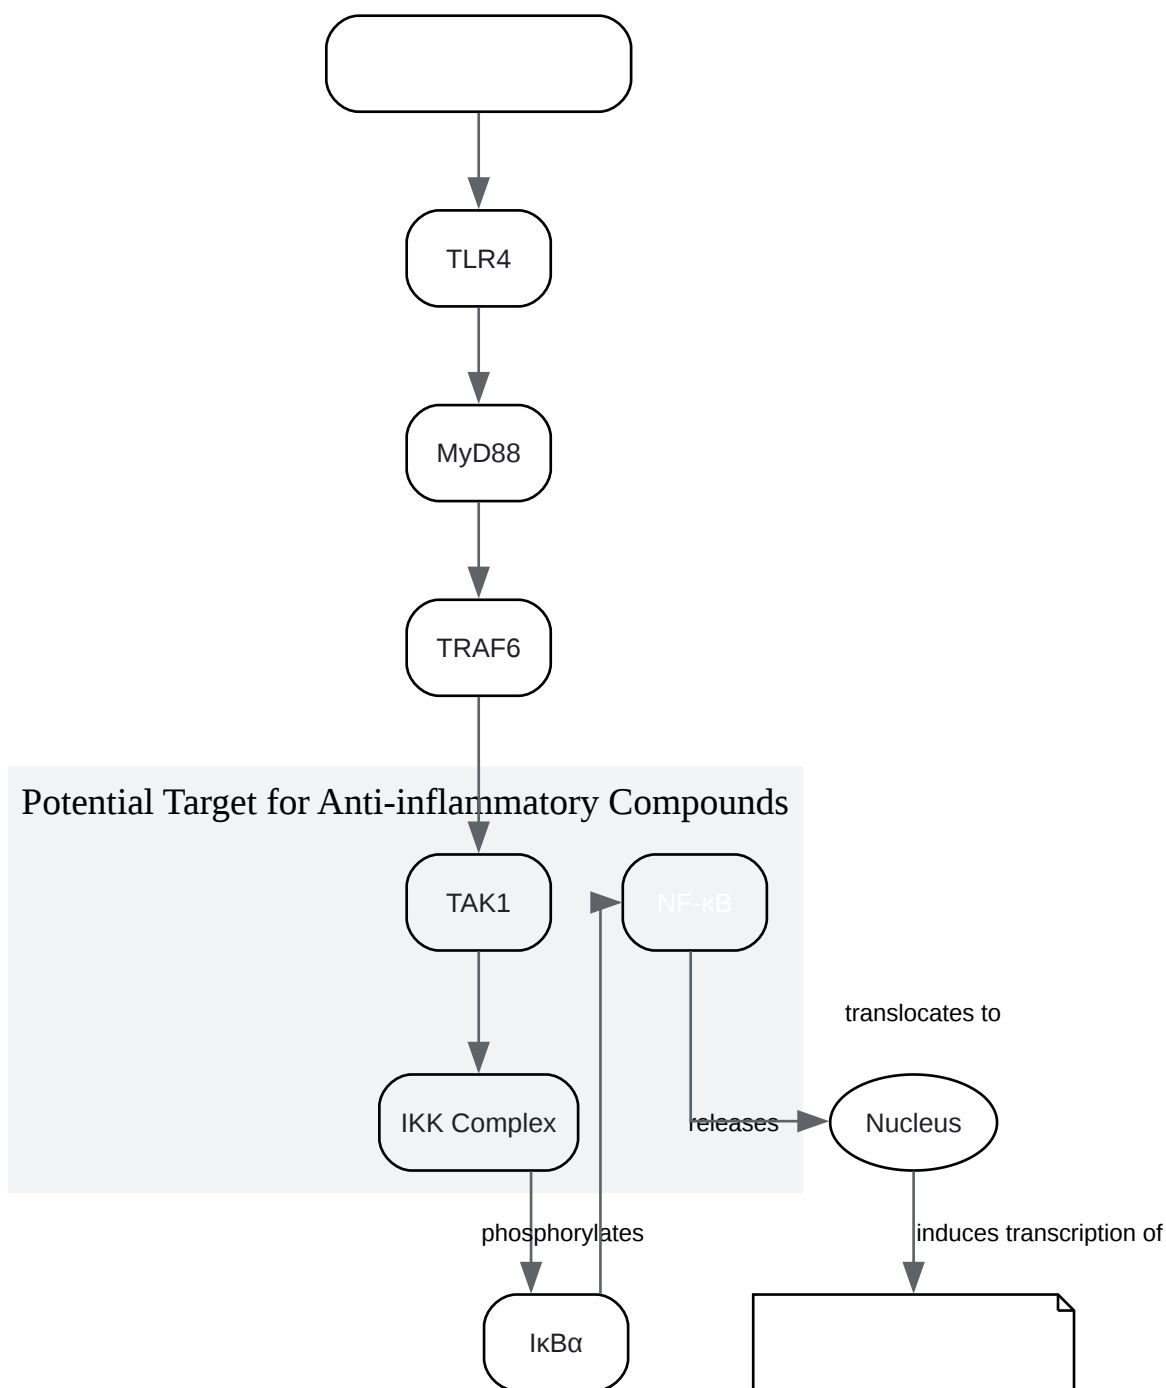 TLR4
MyD88
TRAF6
Potential Target for Anti-inflammatory Compounds
TAK1
NF-κB
translocates to
IKK Complex
releases
Nucleus
phosphorylates
induces transcription of
IκBα